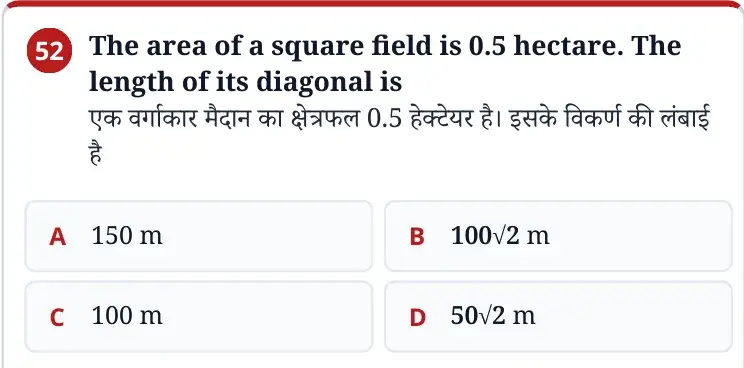 52 The area of a square field is 0.5 hectare. The
length of its diagonal is
एक वर्गाकार मैदान का क्षेत्रफल 0.5 हेक्टेयर है। इसके विकर्ण की लंबाई
है
A 150 m
B 100√2 m
C 100 m
D 50√2 m